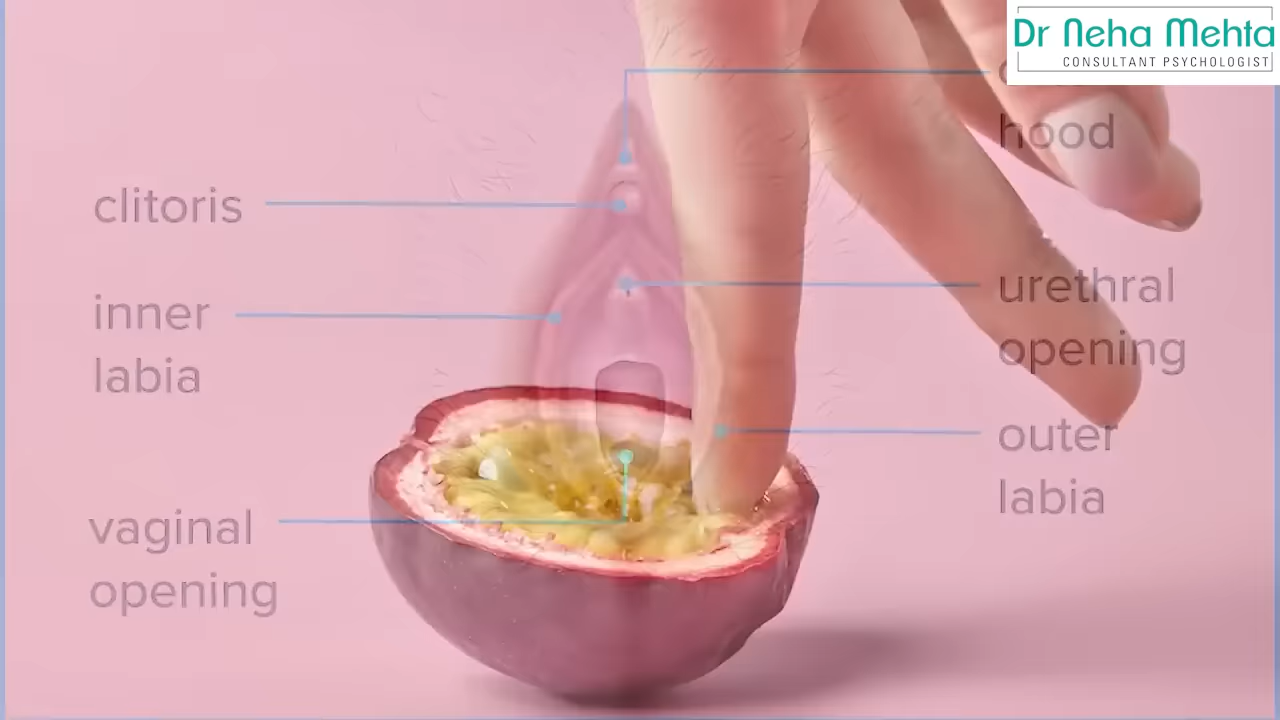 Dr Neha Mehta
CONSULTANT PSYCHOLOGIST
hood
clitoris
urethral
opening
inner
labia
outer
labia
vaginal
opening